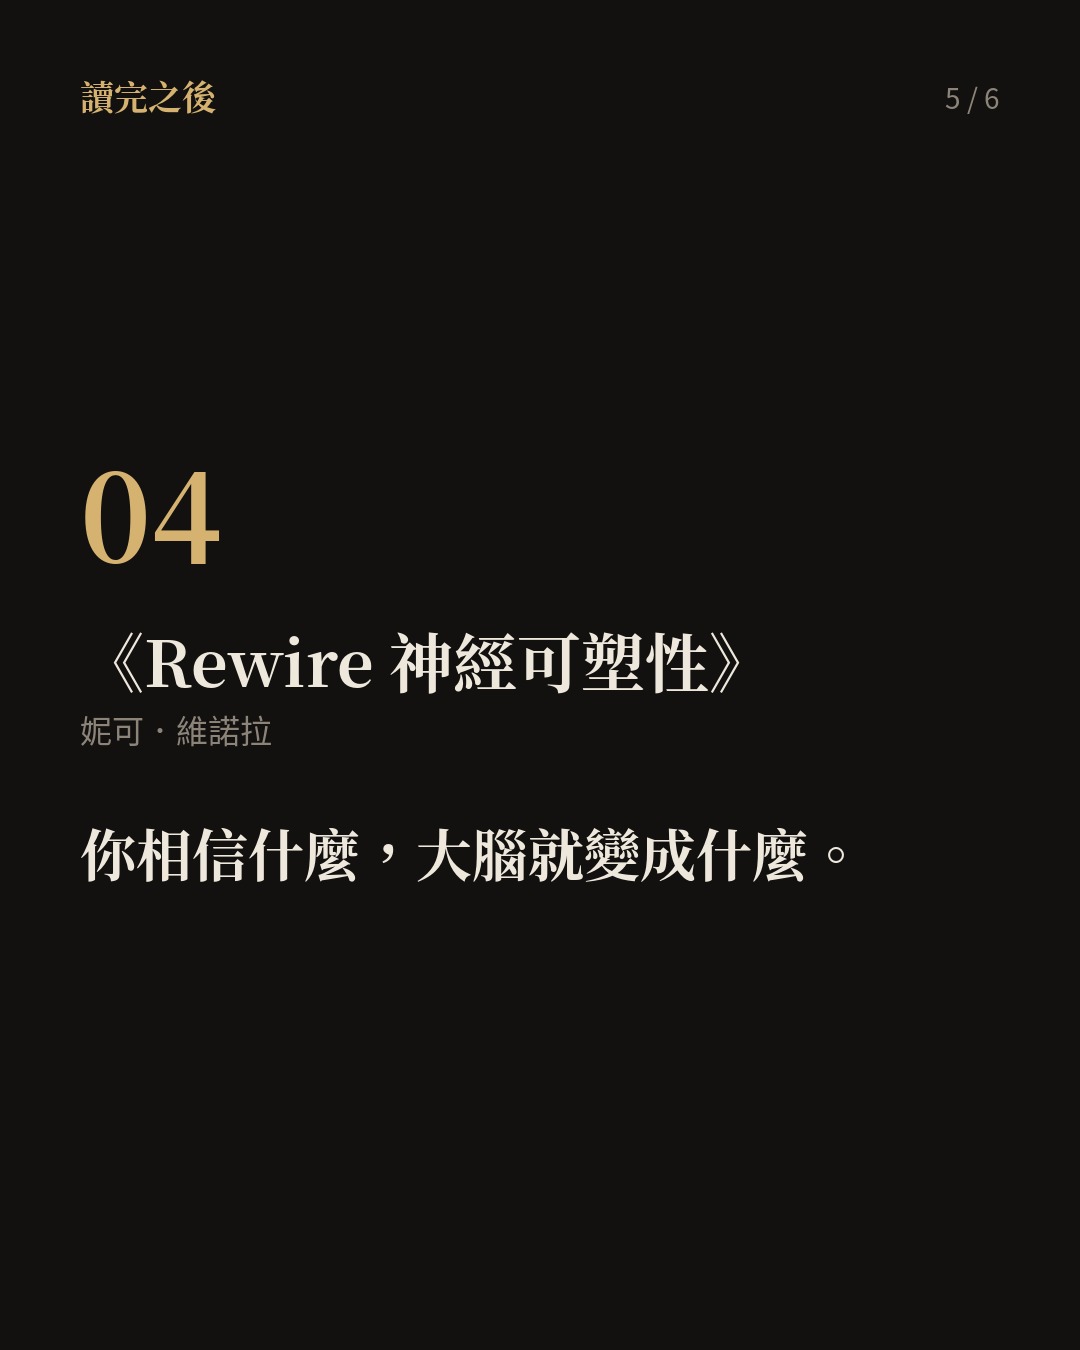 讀完之後
5 / 6
04
《Rewire 神經可塑性》
妮可．維諾拉
你相信什麼，大腦就變成什麼。